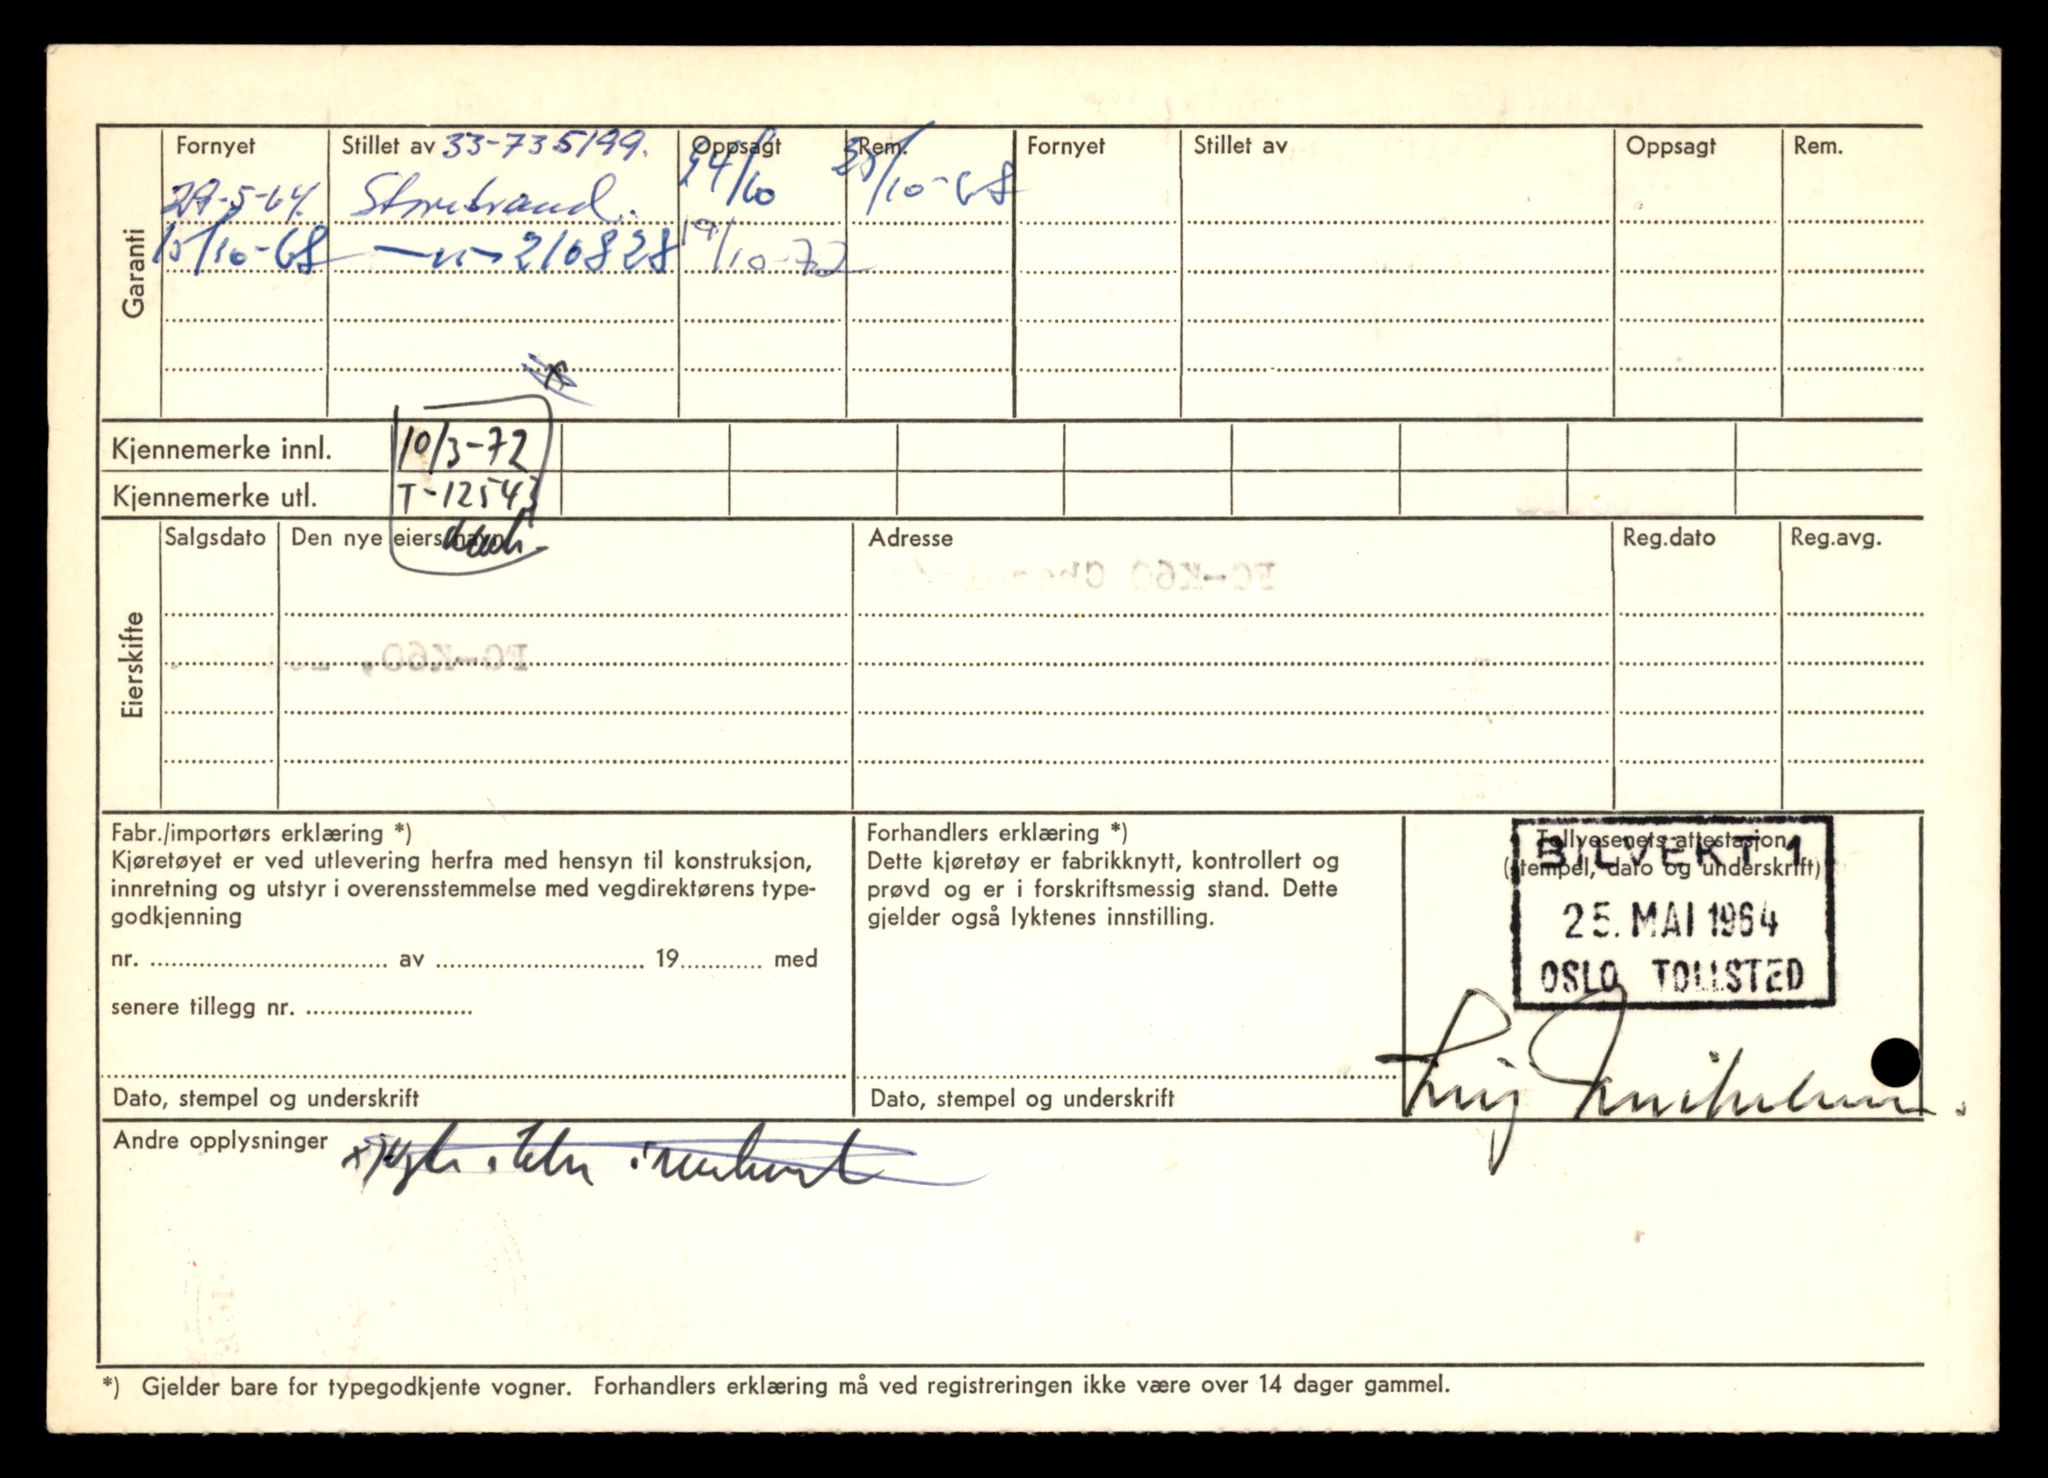 Garanti
Fornyet Stillet av 33-735199. Oppsagt Rem. Fornyet Stillet av Oppsagt Rem.
29-5-64. Storebrand. 24/10 28/10-68
15/10-68 —"— 210828 19/10-72
x
Kjennemerke innl. 10/3-72
Kjennemerke utl. T-12543
Eierskifte
Salgsdato Den nye eiers navn Adresse Reg.dato Reg.avg.
Fabr./importørs erklæring *)
Kjøretøyet er ved utlevering herfra med hensyn til konstruksjon,
innretning og utstyr i overensstemmelse med vegdirektørens type-
godkjenning
nr. av 19 med
senere tillegg nr.
Dato, stempel og underskrift
Forhandlers erklæring *)
Dette kjøretøy er fabrikknytt, kontrollert og
prøvd og er i forskriftsmessig stand. Dette
gjelder også lyktenes innstilling.
Dato, stempel og underskrift
Tollvesenets attestasjon
(stempel, dato og underskrift)
BILVEKT 1
25. MAI 1964
OSLO TOLLSTED
Andre opplysninger
*) Gjelder bare for typegodkjente vogner. Forhandlers erklæring må ved registreringen ikke være over 14 dager gammel.